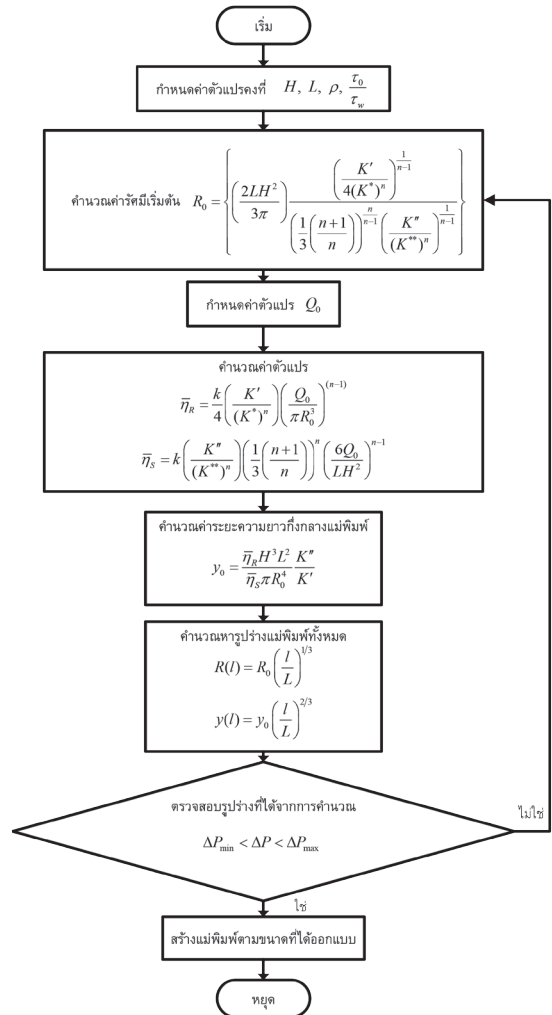 เริ่ม
กำหนดค่าตัวแปรคงที่ H, L, ρ, τ₀/τ_w
คำนวณค่ารัศมีเริ่มต้น R₀ = { (2LH²/3π) (K′/4(K*)ⁿ)^(1/(n−1)) / ( (1/3((n+1)/n))^(n/(n−1)) (K″/(K**)ⁿ)^(1/(n−1)) ) }
กำหนดค่าตัวแปร Q₀
คำนวณค่าตัวแปร
η̄_R = k/4 (K′/(K*)ⁿ) (Q₀/πR₀³)^(n−1)
η̄_S = k (K″/(K**)ⁿ) (1/3((n+1)/n))ⁿ (6Q₀/LH²)^(n−1)
คำนวณค่าระยะความยาวกึ่งกลางแม่พิมพ์
y₀ = (η̄_R H³L² / η̄_S πR₀⁴) K″/K′
คำนวณหารูปร่างแม่พิมพ์ทั้งหมด
R(l) = R₀ (l/L)^(1/3)
y(l) = y₀ (l/L)^(2/3)
ตรวจสอบรูปร่างที่ได้จากการคำนวณ
ไม่ใช่
ΔP_min < ΔP < ΔP_max
ใช่
สร้างแม่พิมพ์ตามขนาดที่ได้ออกแบบ
หยุด